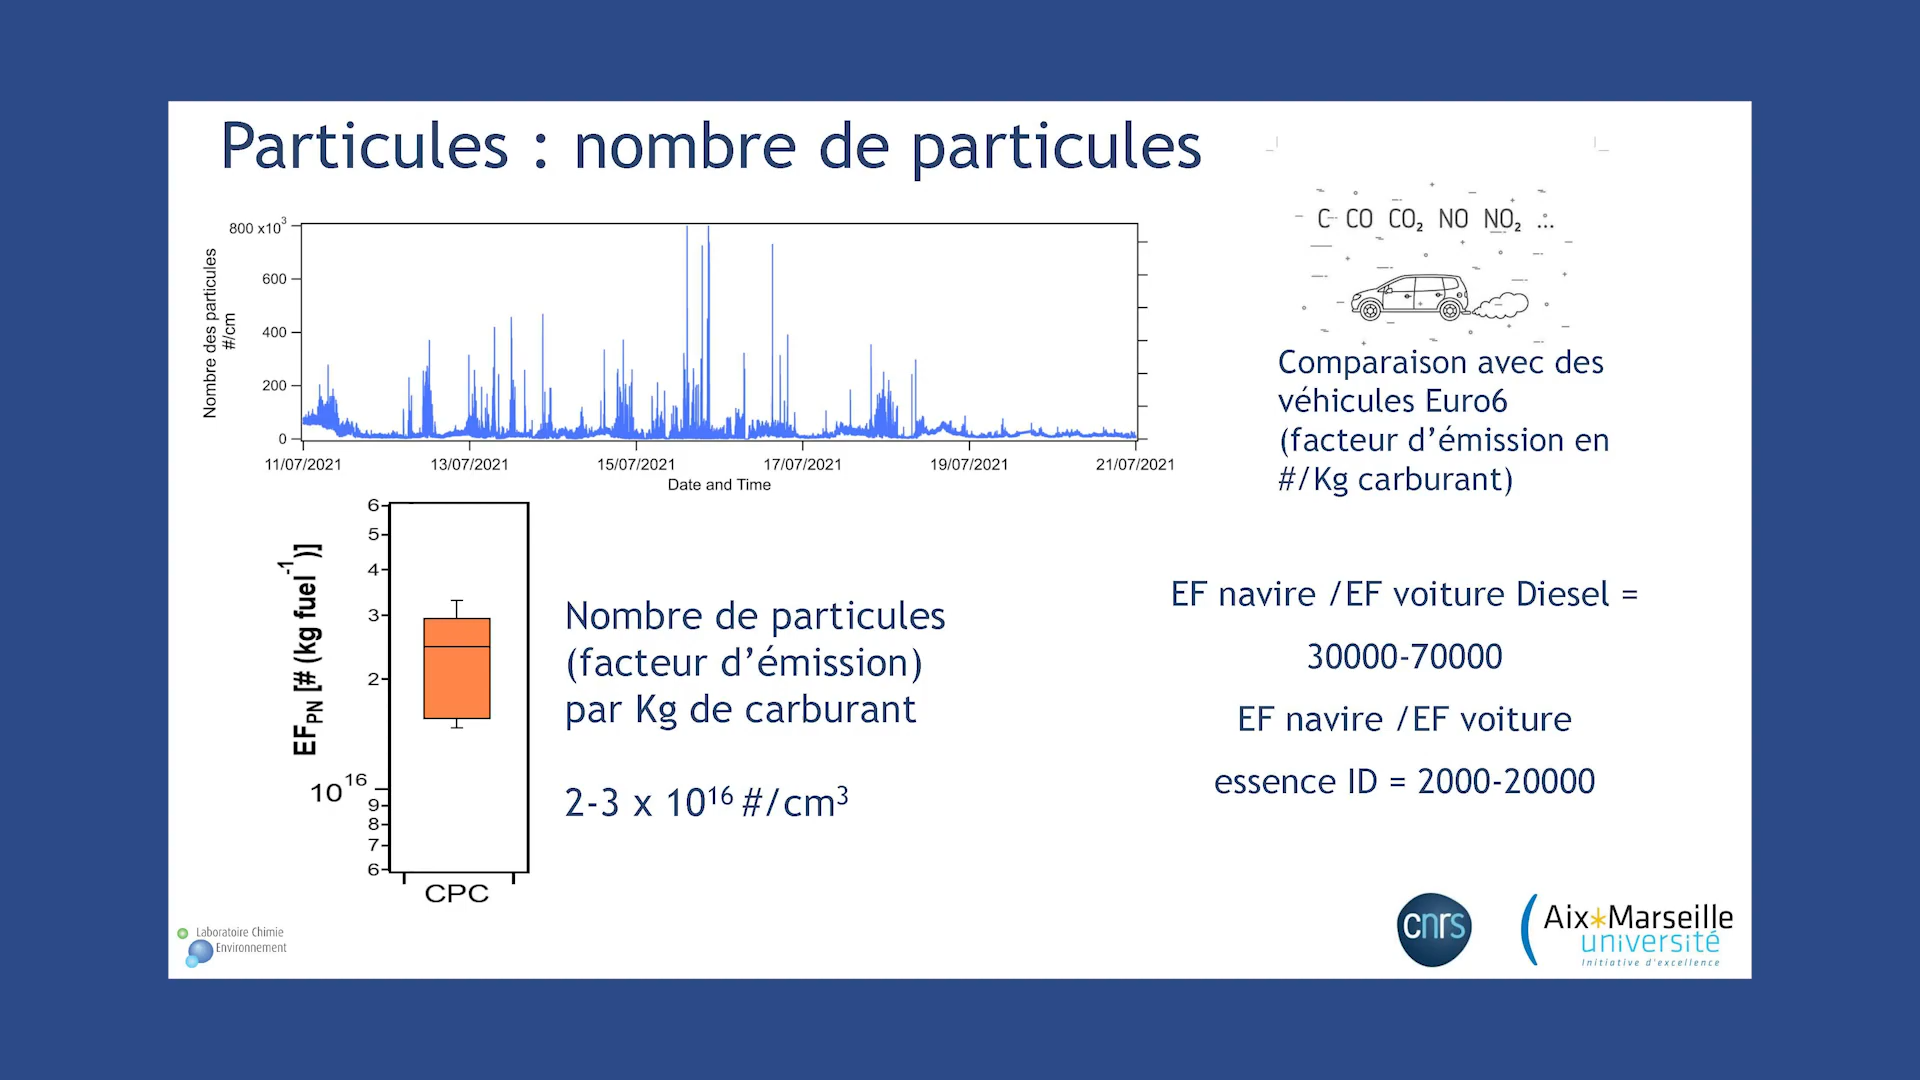 Particules : nombre de particules
800 x10³
600
400
200
0
Nombre des particules
#/cm
11/07/2021 13/07/2021 15/07/2021 17/07/2021 19/07/2021 21/07/2021
Date and Time
C CO CO₂ NO NO₂ ...
Comparaison avec des
véhicules Euro6
(facteur d'émission en
#/Kg carburant)
6
5
4
3
2
10¹⁶
9
8
7
6
EF_PN [# (kg fuel⁻¹)]
CPC
Nombre de particules
(facteur d'émission)
par Kg de carburant
2-3 x 10¹⁶ #/cm³
EF navire /EF voiture Diesel =
30000-70000
EF navire /EF voiture
essence ID = 2000-20000
Laboratoire Chimie
Environnement
cnrs
Aix*Marseille
université
Initiative d'excellence